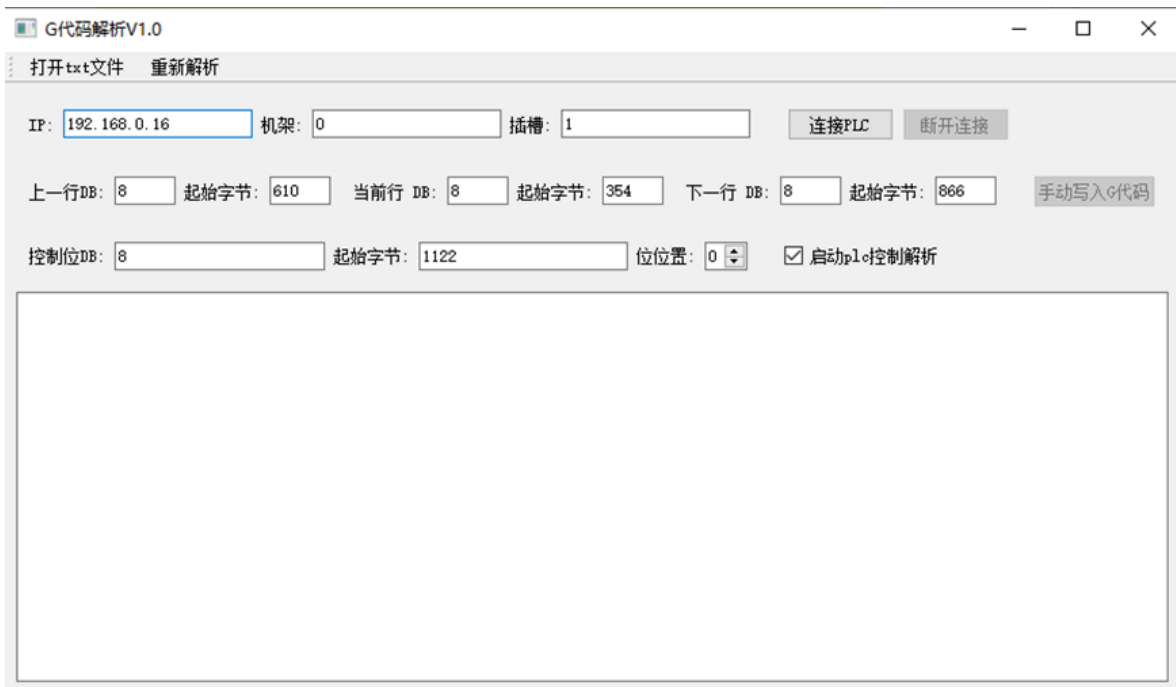 G代码解析V1.0
打开txt文件 重新解析
IP: 192.168.0.16 机架: 0 插槽: 1 连接PLC 断开连接
上一行DB: 8 起始字节: 610 当前行 DB: 8 起始字节: 354 下一行 DB: 8 起始字节: 866 手动写入G代码
控制位DB: 8 起始字节: 1122 位位置: 0 启动plc控制解析